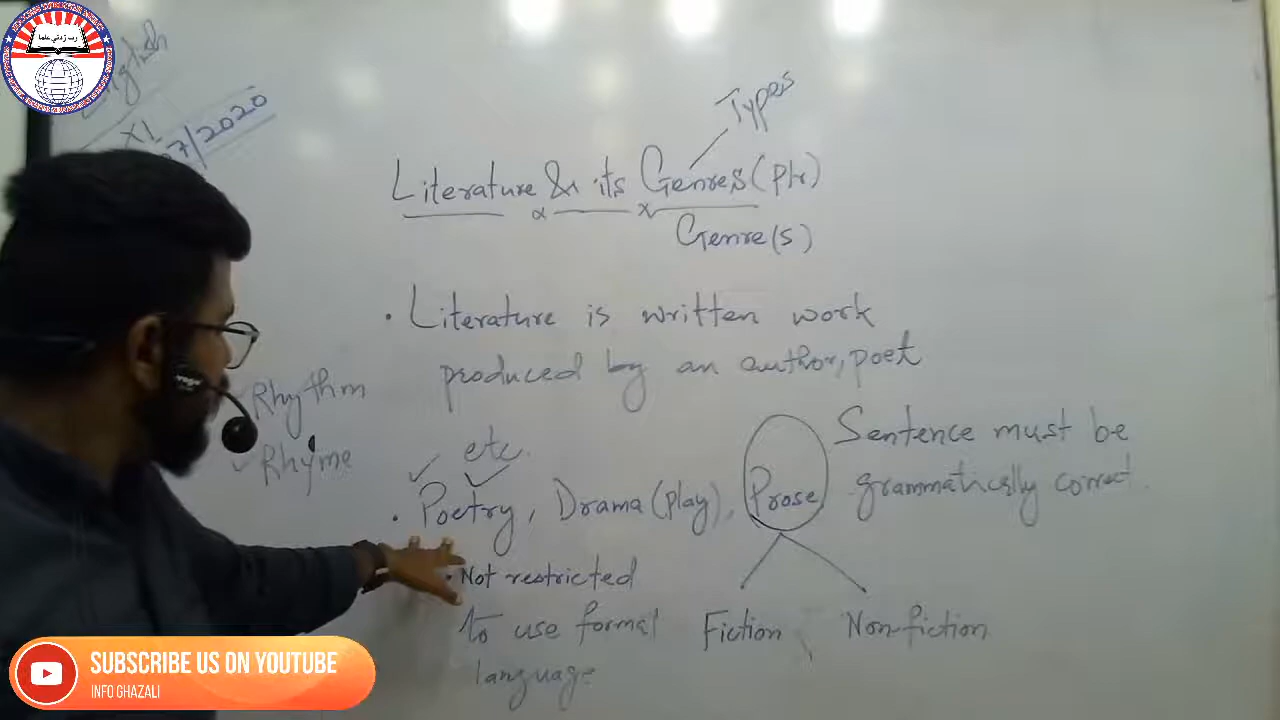 English
XI
07/2020
Types
Literature & its Genres (Plr)
Genre(s)
• Literature is written work
produced by an author, poet
etc.
Rhythm
Rhyme
• Poetry, Drama (play), Prose
Sentence must be
grammatically correct.
• Not restricted
to use formal
language
Fiction
Non-fiction
SUBSCRIBE US ON YOUTUBE
INFO GHAZALI